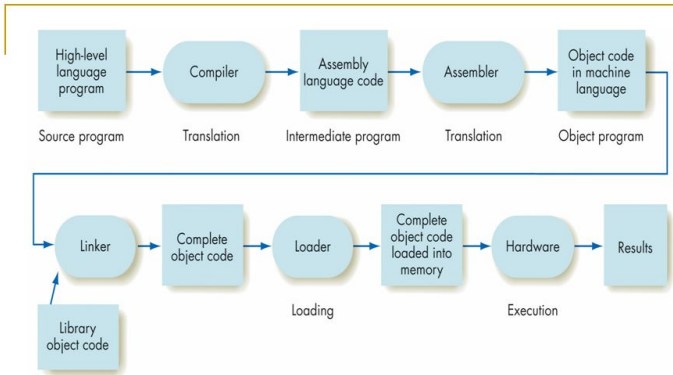 High-level
language
program
Compiler
Assembly
language code
Assembler
Object code
in machine
language
Source program
Translation
Intermediate program
Translation
Object program
Linker
Complete
object code
Loader
Complete
object code
loaded into
memory
Hardware
Results
Loading
Execution
Library
object code